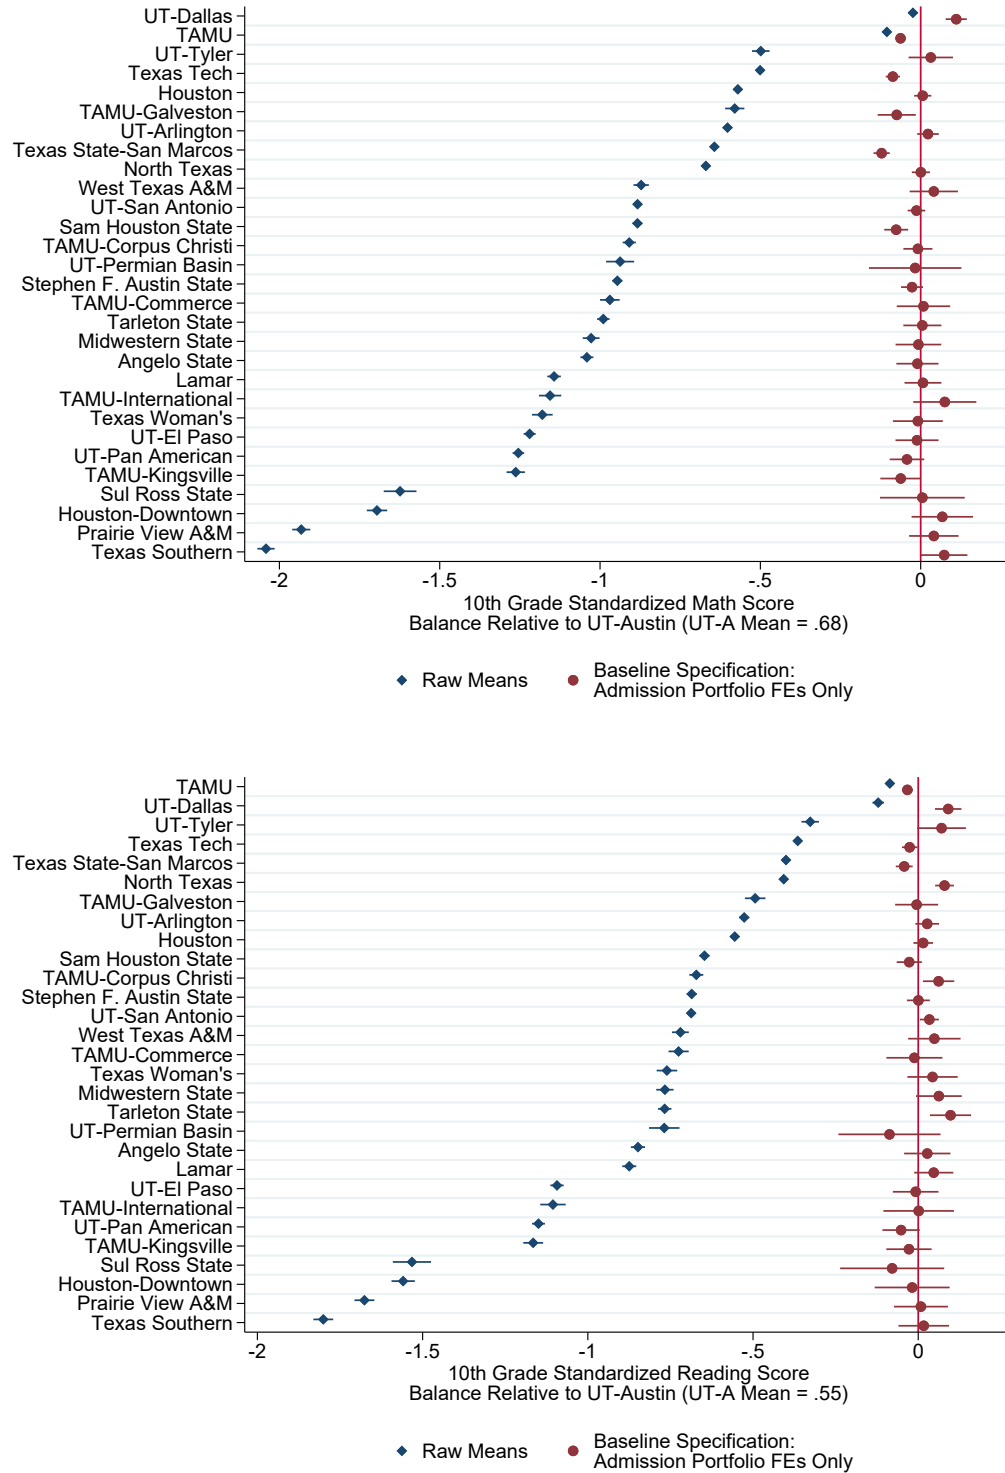 UT-Dallas
TAMU
UT-Tyler
Texas Tech
Houston
TAMU-Galveston
UT-Arlington
Texas State-San Marcos
North Texas
West Texas A&M
UT-San Antonio
Sam Houston State
TAMU-Corpus Christi
UT-Permian Basin
Stephen F. Austin State
TAMU-Commerce
Tarleton State
Midwestern State
Angelo State
Lamar
TAMU-International
Texas Woman's
UT-El Paso
UT-Pan American
TAMU-Kingsville
Sul Ross State
Houston-Downtown
Prairie View A&M
Texas Southern
-2 -1.5 -1 -.5 0
10th Grade Standardized Math Score
Balance Relative to UT-Austin (UT-A Mean = .68)
Raw Means
Baseline Specification:
Admission Portfolio FEs Only
TAMU
UT-Dallas
UT-Tyler
Texas Tech
Texas State-San Marcos
North Texas
TAMU-Galveston
UT-Arlington
Houston
Sam Houston State
TAMU-Corpus Christi
Stephen F. Austin State
UT-San Antonio
West Texas A&M
TAMU-Commerce
Texas Woman's
Midwestern State
Tarleton State
UT-Permian Basin
Angelo State
Lamar
UT-El Paso
TAMU-International
UT-Pan American
TAMU-Kingsville
Sul Ross State
Houston-Downtown
Prairie View A&M
Texas Southern
-2 -1.5 -1 -.5 0
10th Grade Standardized Reading Score
Balance Relative to UT-Austin (UT-A Mean = .55)
Raw Means
Baseline Specification:
Admission Portfolio FEs Only